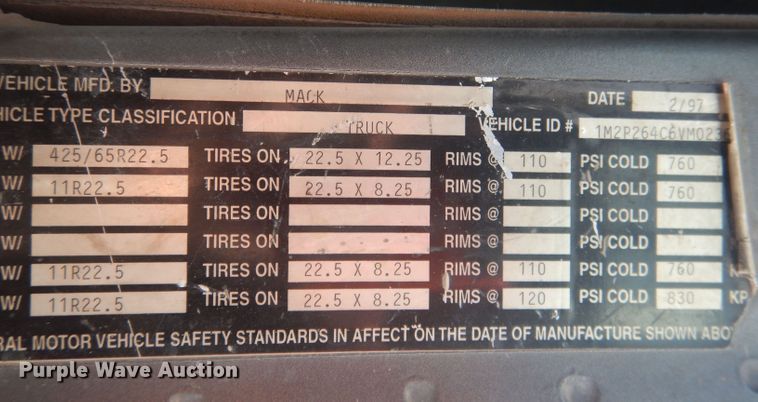 VEHICLE MFD. BY MACK DATE 2/97
HICLE TYPE CLASSIFICATION TRUCK VEHICLE ID # 1M2P264C6VM023
W/ 425/65R22.5 TIRES ON 22.5 X 12.25 RIMS @ 110 PSI COLD 760
W/ 11R22.5 TIRES ON 22.5 X 8.25 RIMS @ 110 PSI COLD 760
W/ TIRES ON RIMS @ PSI COLD
W/ TIRES ON RIMS @ PSI COLD
W/ 11R22.5 TIRES ON 22.5 X 8.25 RIMS @ 110 PSI COLD 760
W/ 11R22.5 TIRES ON 22.5 X 8.25 RIMS @ 120 PSI COLD 830 KP
RAL MOTOR VEHICLE SAFETY STANDARDS IN AFFECT ON THE DATE OF MANUFACTURE SHOWN ABO
Purple Wave Auction